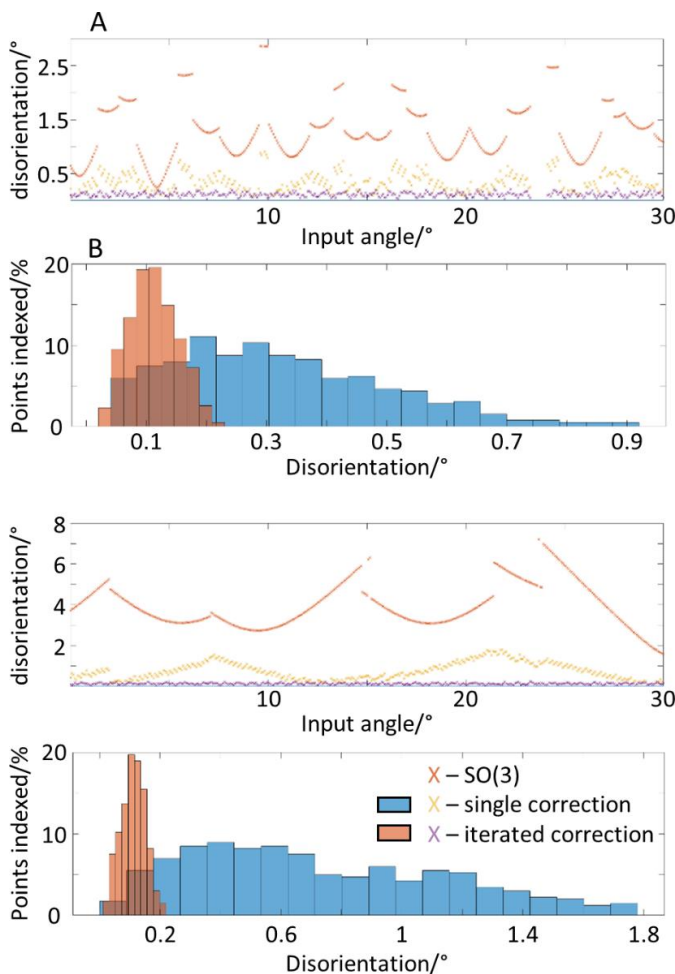 A
2.5
1.5
0.5
disorientation/°
10 20 30
Input angle/°
B
20
10
0
Points indexed/%
0.1 0.3 0.5 0.7 0.9
Disorientation/°
8
6
4
2
disorientation/°
10 20 30
Input angle/°
20
10
0
Points indexed/%
X – SO(3)
X – single correction
X – iterated correction
0.2 0.6 1 1.4 1.8
Disorientation/°